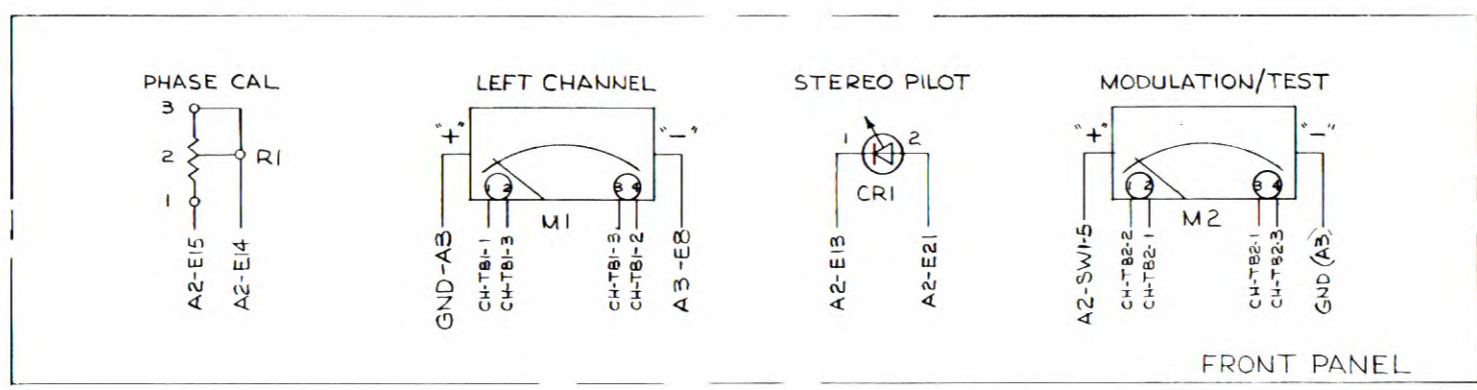 PHASE CAL
3
2
1
R1
A2-E15
A2-E14
LEFT CHANNEL
"+"
"-"
1 2
3 4
M1
GND-A3
CH-TB1-1
CH-TB1-3
CH-TB1-3
CH-TB1-2
A3-E8
STEREO PILOT
1
2
CR1
A2-E13
A2-E21
MODULATION/TEST
"+"
"-"
1 2
3 4
M2
A2-SW1-5
CH-TB2-2
CH-TB2-1
CH-TB2-1
CH-TB2-3
GND (A3)
FRONT PANEL